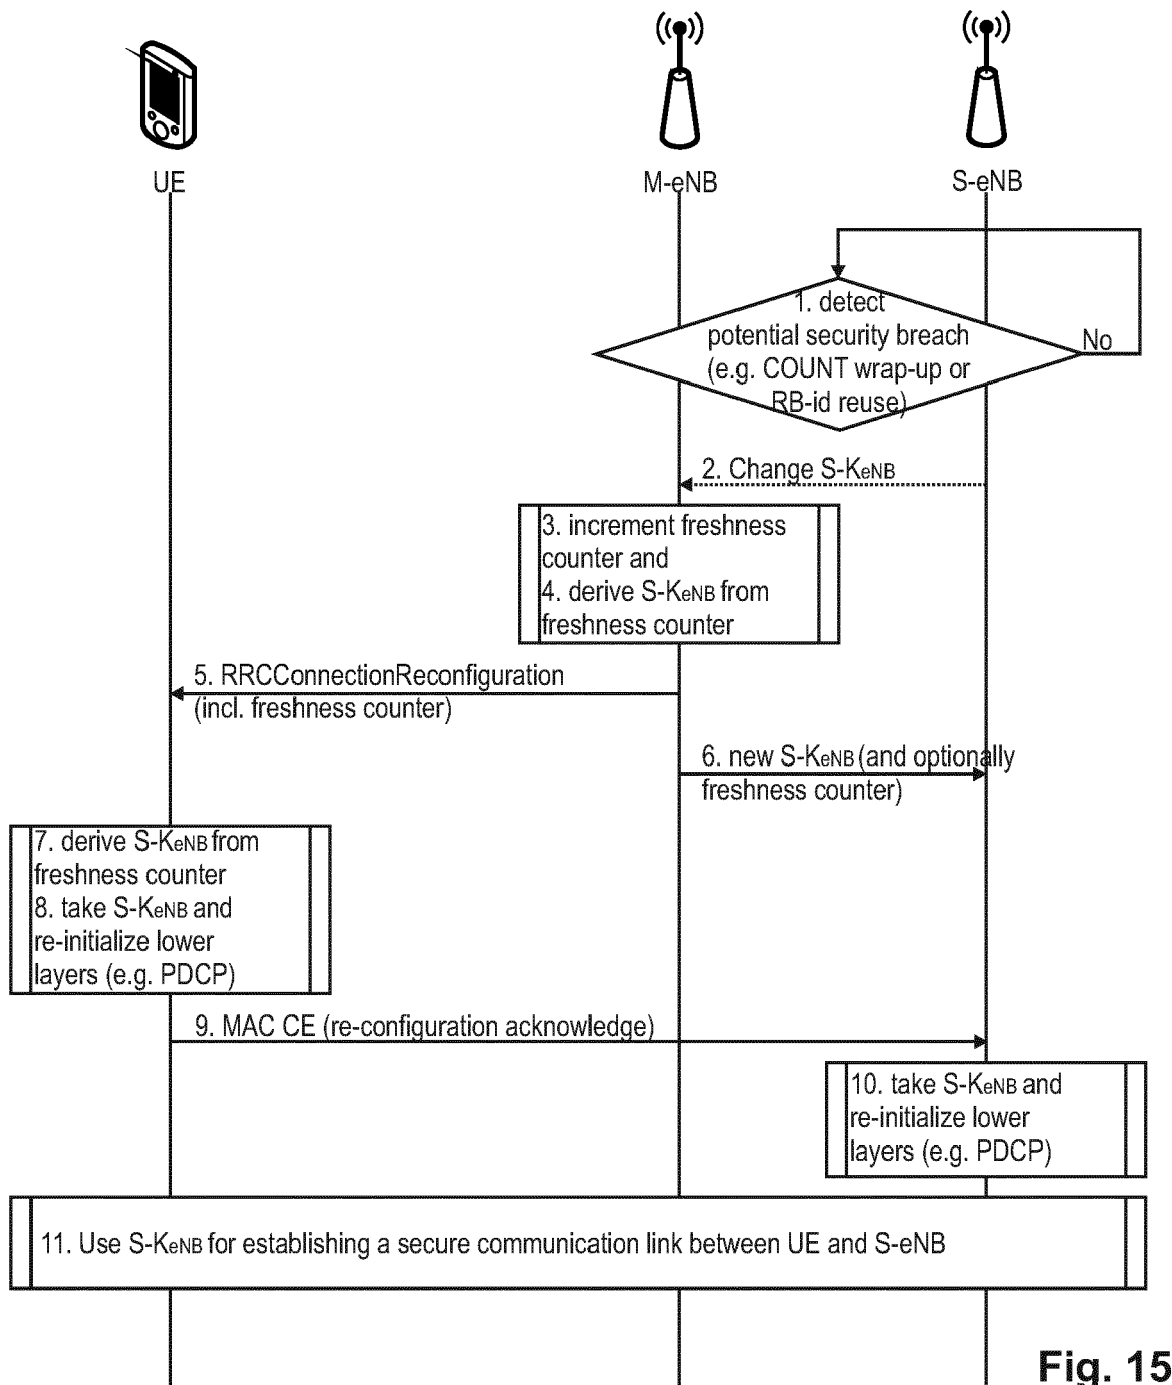 UE
M-eNB
S-eNB
1. detect
potential security breach
(e.g. COUNT wrap-up or
RB-id reuse)
No
2. Change S-KeNB
3. increment freshness
counter and
4. derive S-KeNB from
freshness counter
5. RRCConnectionReconfiguration
(incl. freshness counter)
6. new S-KeNB (and optionally
freshness counter)
7. derive S-KeNB from
freshness counter
8. take S-KeNB and
re-initialize lower
layers (e.g. PDCP)
9. MAC CE (re-configuration acknowledge)
10. take S-KeNB and
re-initialize lower
layers (e.g. PDCP)
11. Use S-KeNB for establishing a secure communication link between UE and S-eNB
Fig. 15